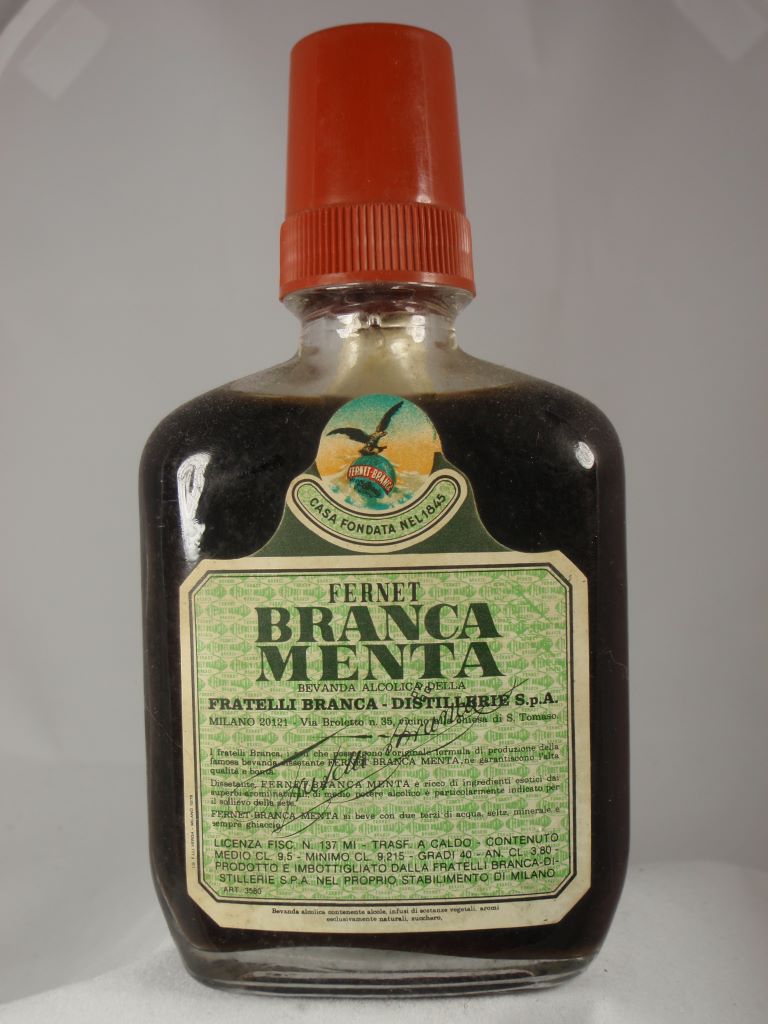 FERNET-BRANCA
CASA FONDATA NEL 1845
FERNET
BRANCA
MENTA
BEVANDA ALCOLICA DELLA
FRATELLI BRANCA - DISTILLERIE S.p.A.
MILANO 20121 - Via Broletto n. 35, vicino alla Chiesa di S. Tomaso
I fratelli Branca, i soli che posseggono l'originale formula di produzione della
famosa bevanda dissetante FERNET BRANCA MENTA, ne garantiscono l'alta
qualità e bontà.
Dissetante, FERNET BRANCA MENTA è ricco di ingredienti esotici dai
superbi aromi naturali, di medio potere alcolico è particolarmente indicato per
il sollievo della sete.
FERNET BRANCA MENTA si beve con due terzi di acqua, seltz, minerale e
sempre ghiaccio.
LICENZA FISC. N. 137 MI - TRASF. A CALDO - CONTENUTO
MEDIO CL. 9,5 - MINIMO CL. 9,215 - GRADI 40 - AN. CL. 3,80 -
PRODOTTO E IMBOTTIGLIATO DALLA FRATELLI BRANCA-DI-
STILLERIE S.P.A. NEL PROPRIO STABILIMENTO DI MILANO
ART. 3580
Bevanda alcolica contenente alcole, infusi di sostanze vegetali, aromi
esclusivamente naturali, zucchero.